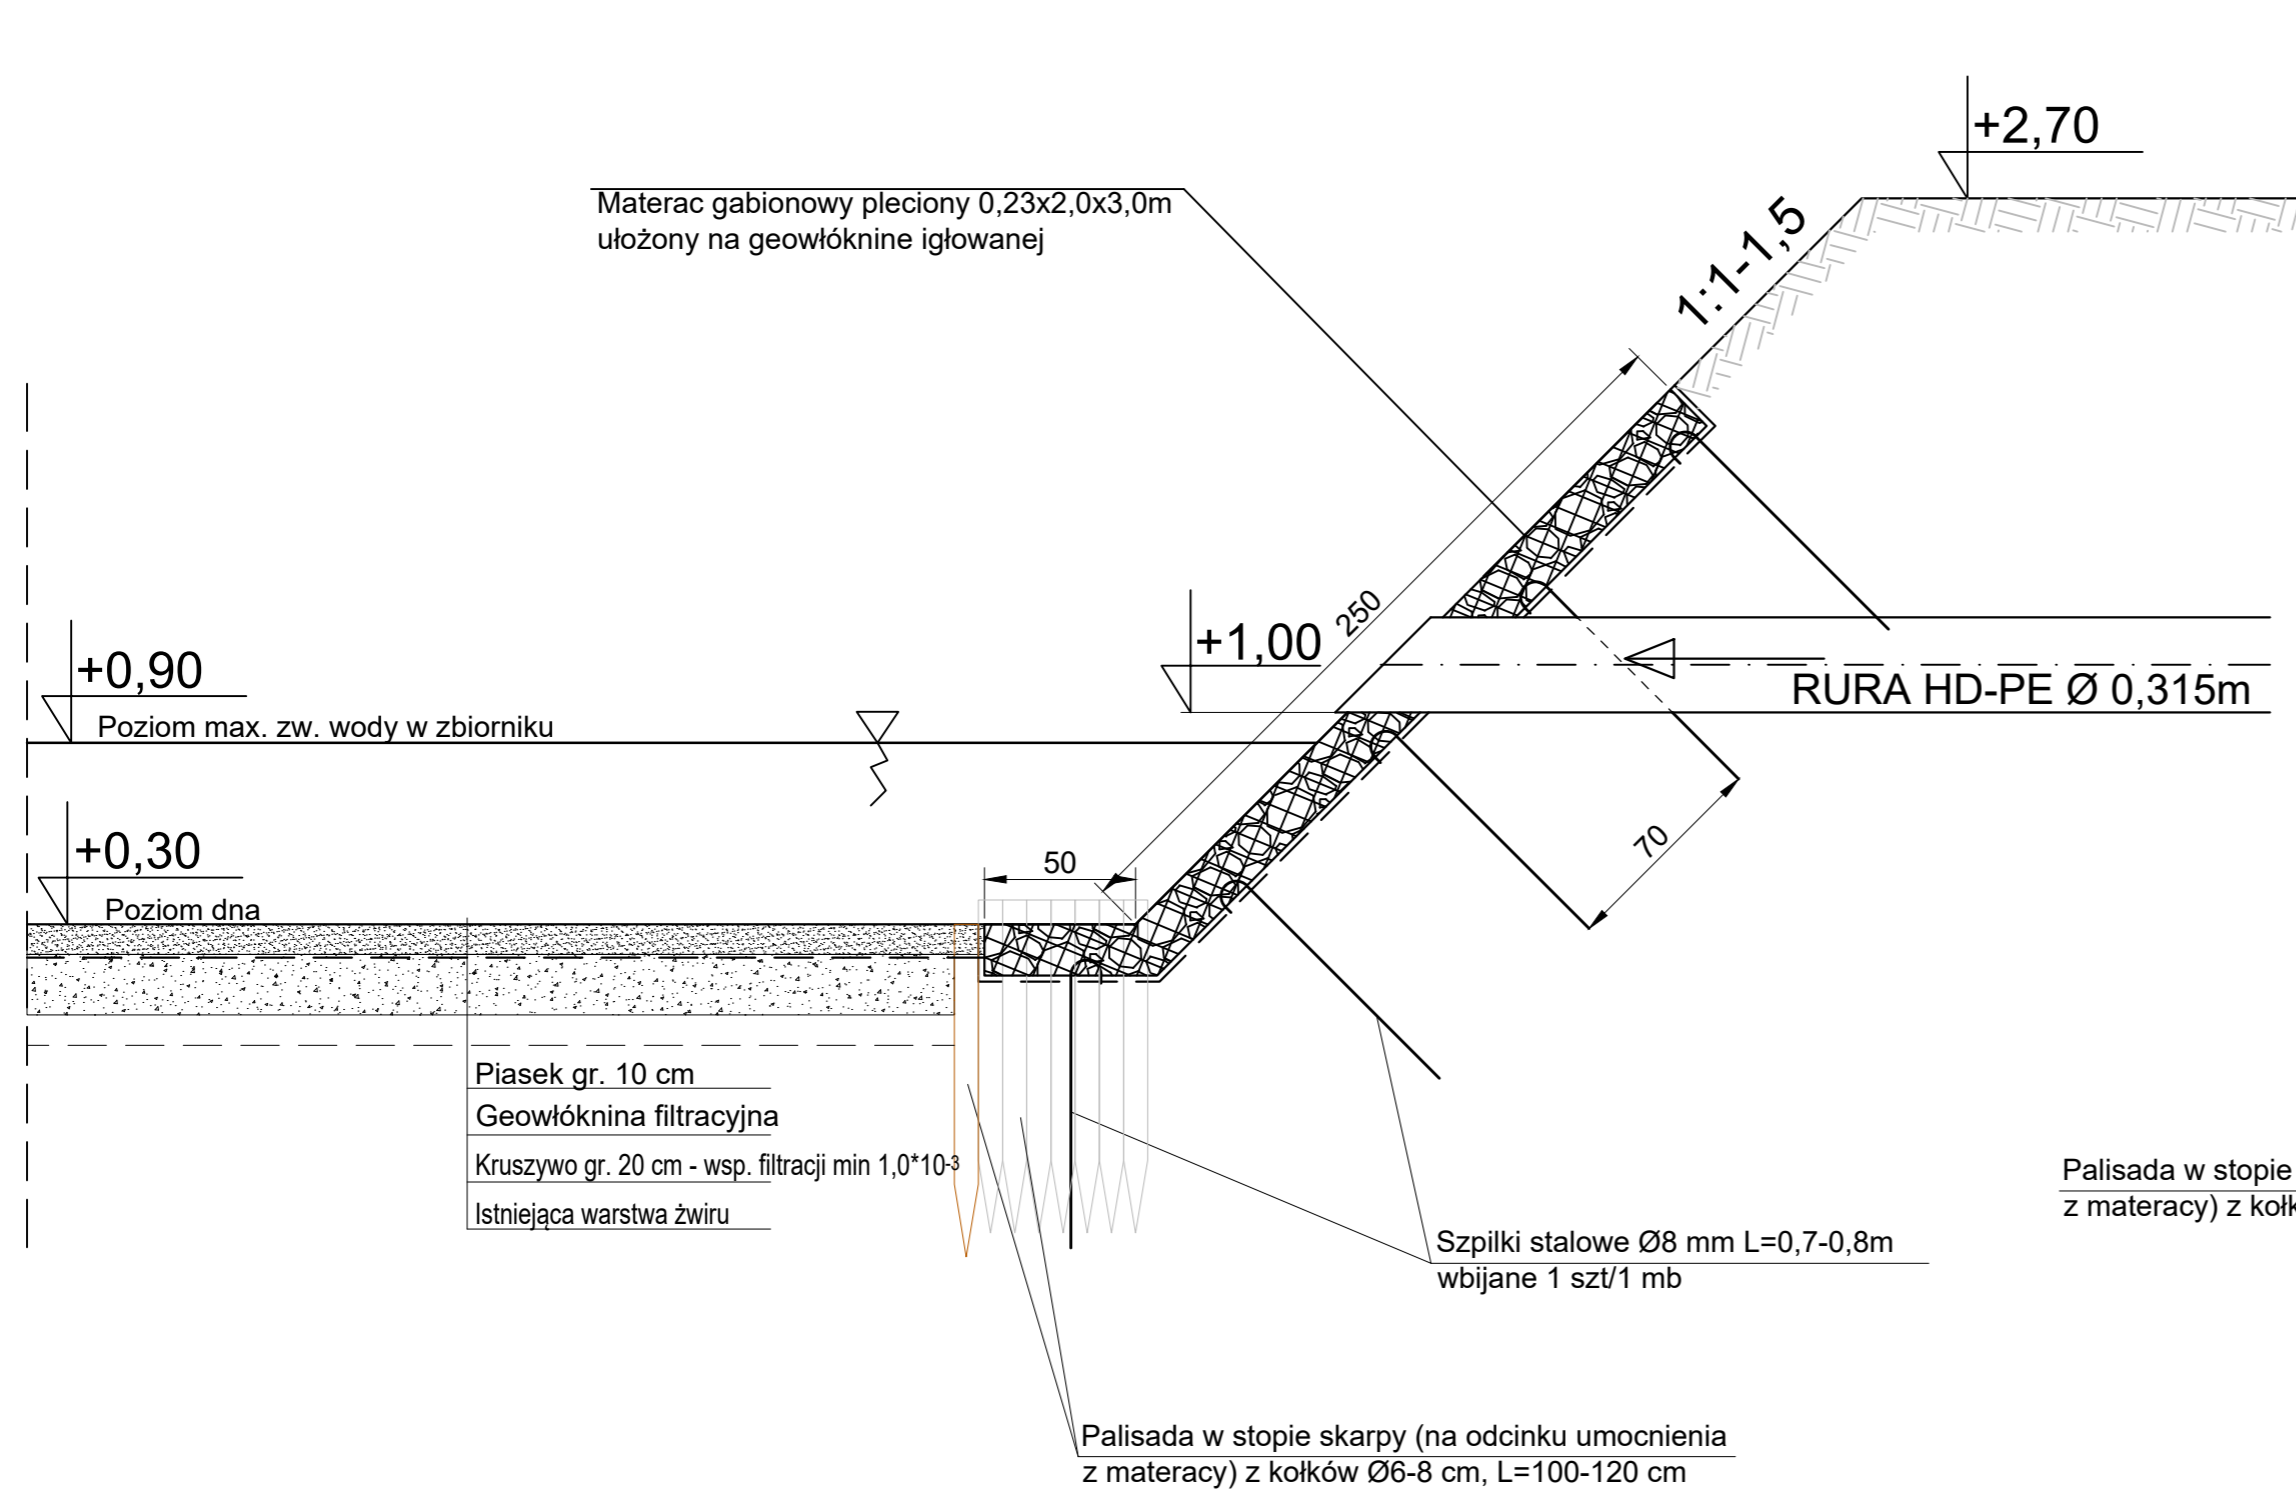 +2,70
Materac gabionowy pleciony 0,23x2,0x3,0m
ułożony na geowłóknine igłowanej
1:1-1,5
250
+1,00
+0,90
Poziom max. zw. wody w zbiorniku
RURA HD-PE Ø 0,315m
+0,30
Poziom dna
50
70
Piasek gr. 10 cm
Geowłóknina filtracyjna
Kruszywo gr. 20 cm - wsp. filtracji min 1,0*10-3
Istniejąca warstwa żwiru
Palisada w stopie
z materacy) z
Szpilki stalowe Ø8 mm L=0,7-0,8m
wbijane 1 szt/1 mb
Palisada w stopie skarpy (na odcinku umocnienia
z materacy) z kołków Ø6-8 cm, L=100-120 cm